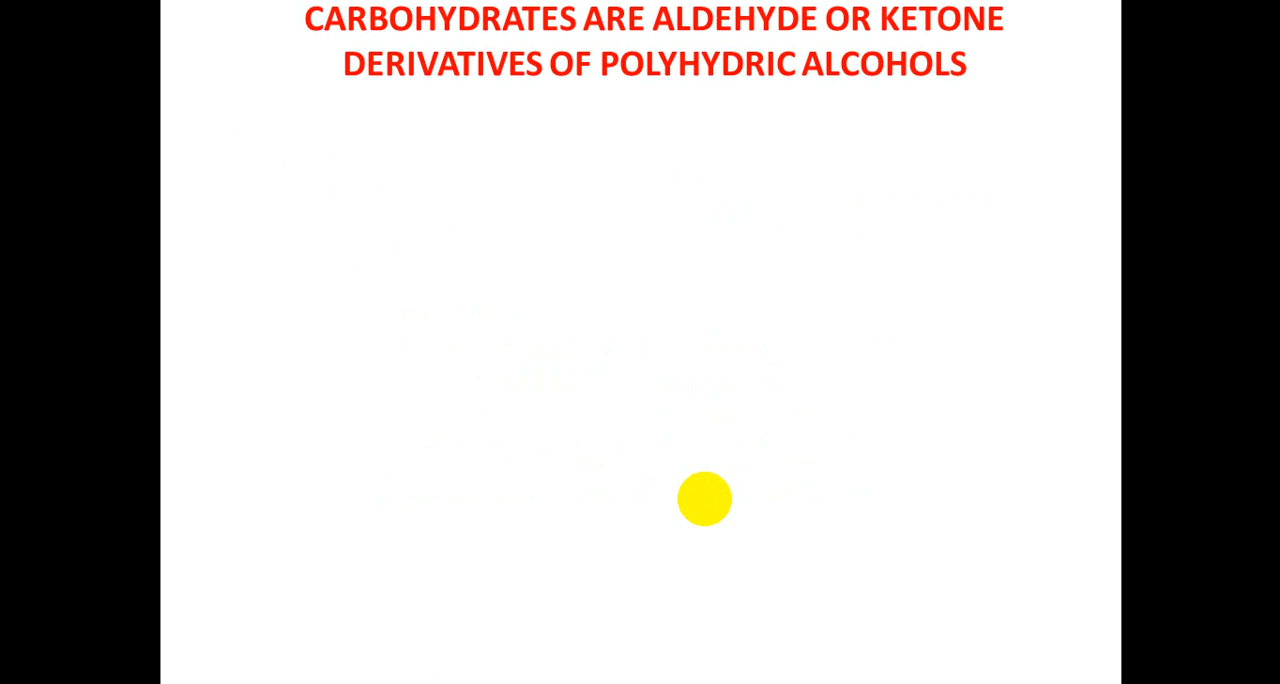 CARBOHYDRATES ARE ALDEHYDE OR KETONE
DERIVATIVES OF POLYHYDRIC ALCOHOLS